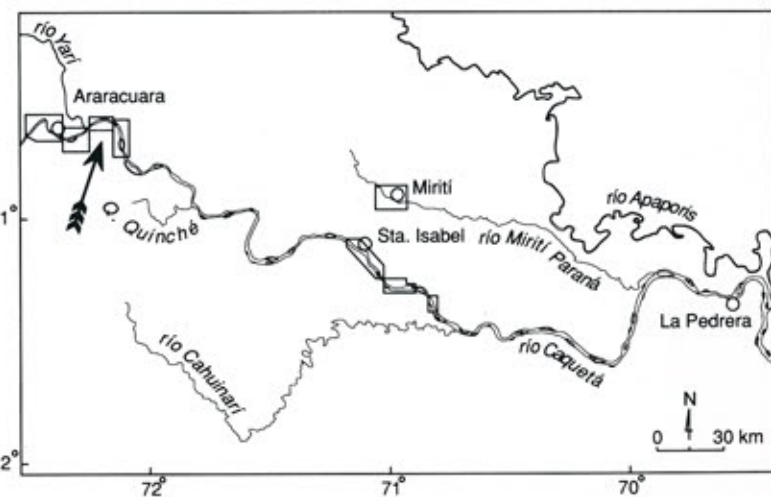 río Yarí
Araracuara
Mirití
río Apaporis
1°
Q. Quinché
Sta. Isabel
río Mirití Paraná
La Pedrera
río Cahuinarí
río Caquetá
N
0 30 km
2°
72° 71° 70°